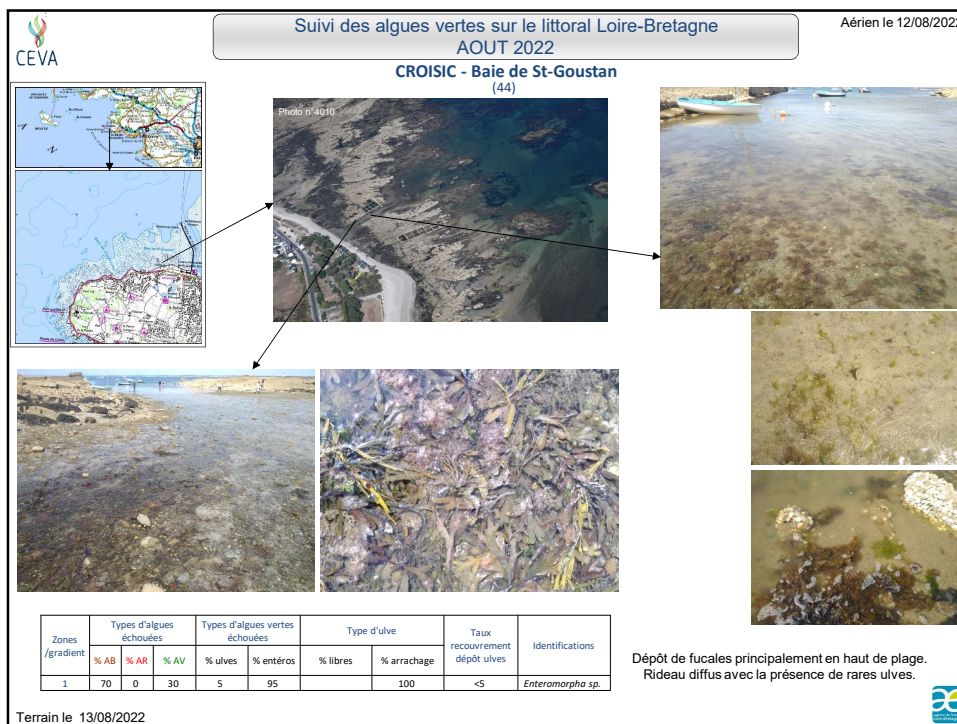 Suivi des algues vertes sur le littoral Loire-Bretagne
AOUT 2022
Aérien le 12/08/2022
CEVA
CROISIC - Baie de St-Goustan
(44)
Photo n°4010
Zones /gradient
Types d'algues échouées
Types d'algues vertes échouées
Type d'ulve
Taux recouvrement dépôt ulves
Identifications
% AB % AR % AV % ulves % entéros % libres % arrachage
1 70 0 30 5 95 100 <5 Enteromorpha sp.
Dépôt de fucales principalement en haut de plage.
Rideau diffus avec la présence de rares ulves.
Terrain le 13/08/2022